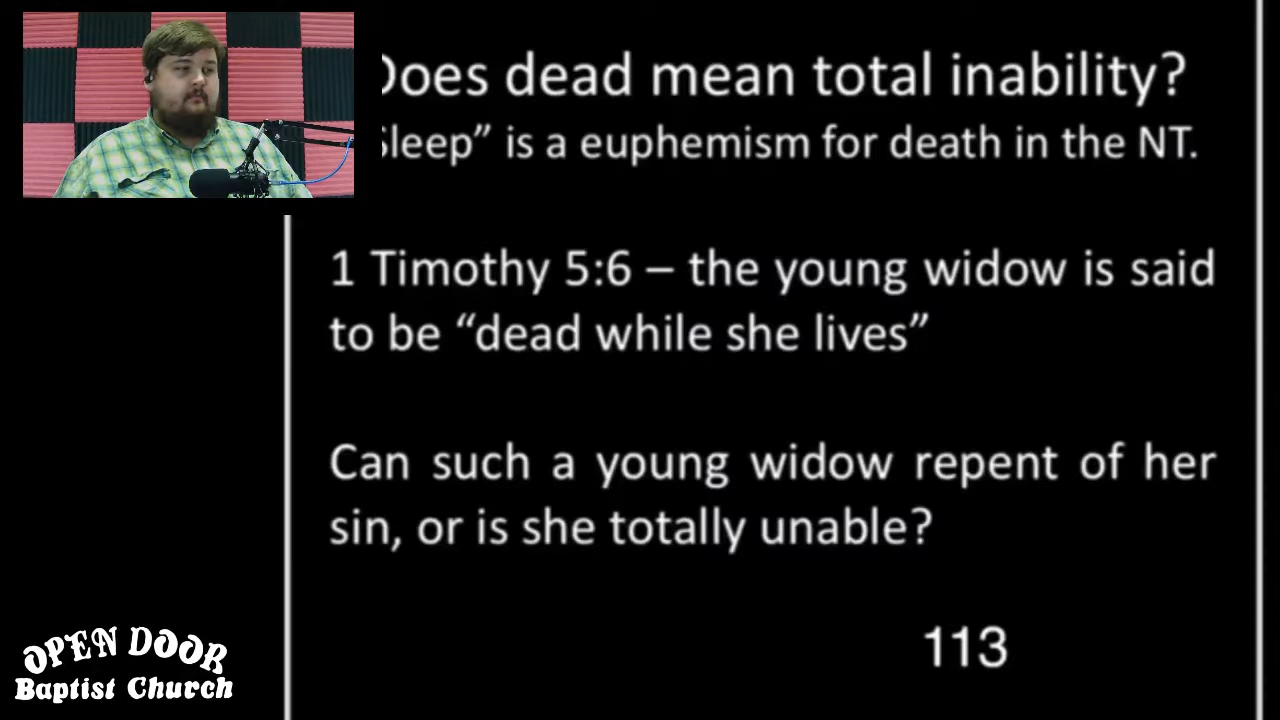 Does dead mean total inability?
Sleep” is a euphemism for death in the NT.
1 Timothy 5:6 – the young widow is said
to be “dead while she lives”
Can such a young widow repent of her
sin, or is she totally unable?
113
OPEN DOOR
Baptist Church